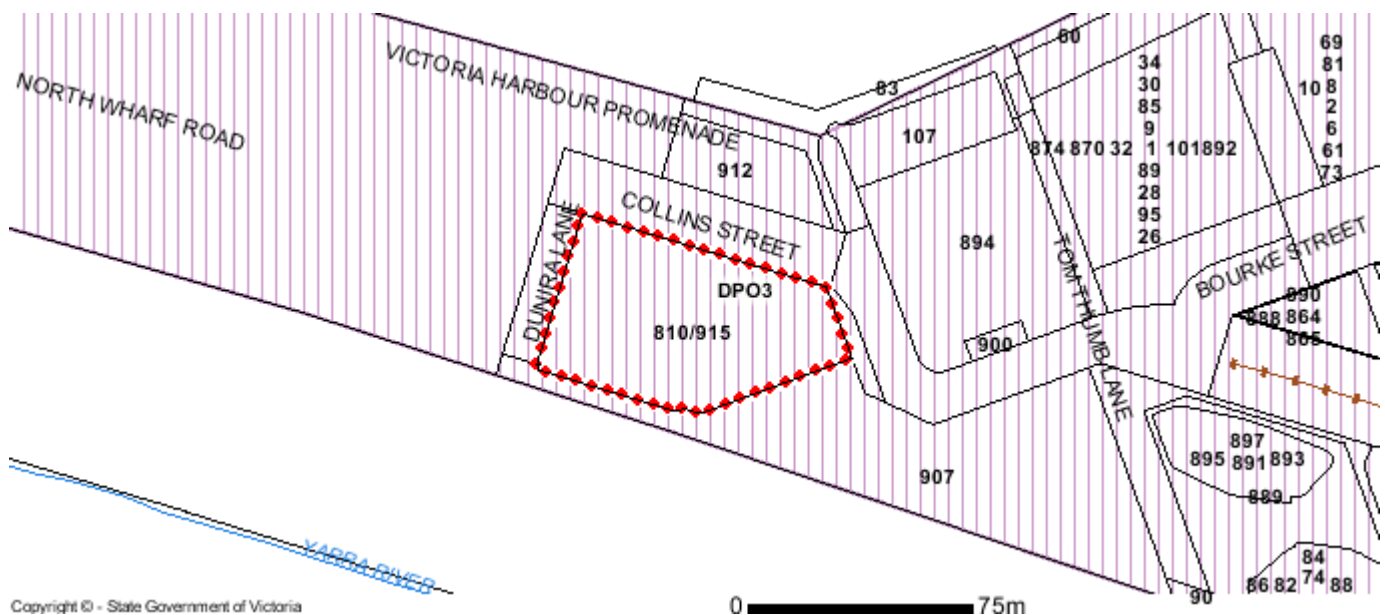 NORTH WHARF ROAD
VICTORIA HARBOUR PROMENADE
83
60
107
912
COLLINS STREET
DUNIRA LANE
DPO3
810/915
894
900
TOM THUMB LANE
34
30
85
9
874 870 32 1 101892
89
28
95
26
69
81
10 8
2
6
61
73
BOURKE STREET
890
888 864
865
907
897
895 891 893
889
84
86 82 74 88
90
YARRA RIVER
Copyright © - State Government of Victoria
0 75m